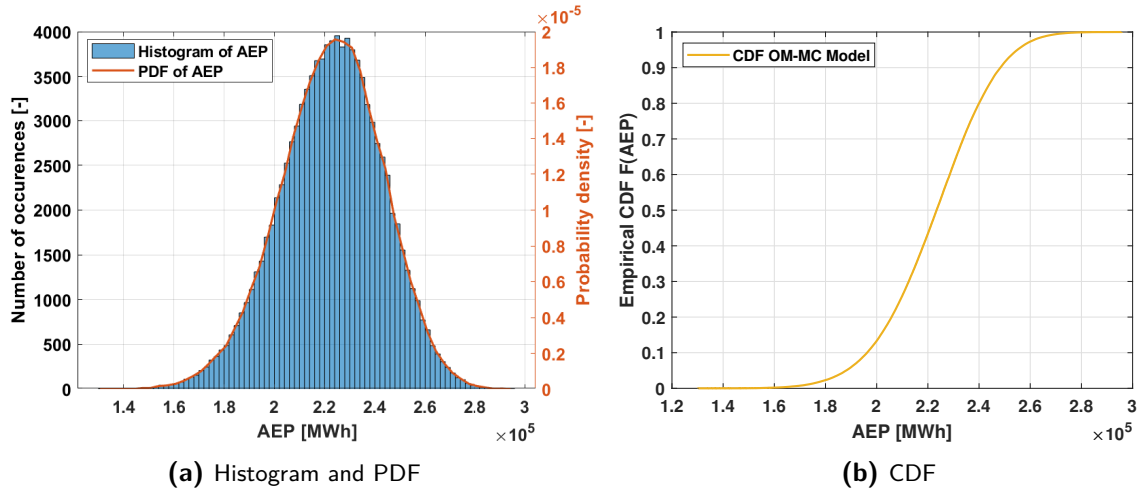 ×10^-5
4000
3500
3000
2500
2000
1500
1000
500
0
Number of occurences [-]
Histogram of AEP
PDF of AEP
2
1.8
1.6
1.4
1.2
1
0.8
0.6
0.4
0.2
0
Probability density [-]
1.4 1.6 1.8 2 2.2 2.4 2.6 2.8 3
AEP [MWh]
×10^5
(a) Histogram and PDF
1
0.9
0.8
0.7
0.6
0.5
0.4
0.3
0.2
0.1
0
Empirical CDF F(AEP)
CDF OM-MC Model
1.2 1.4 1.6 1.8 2 2.2 2.4 2.6 2.8 3
AEP [MWh]
×10^5
(b) CDF